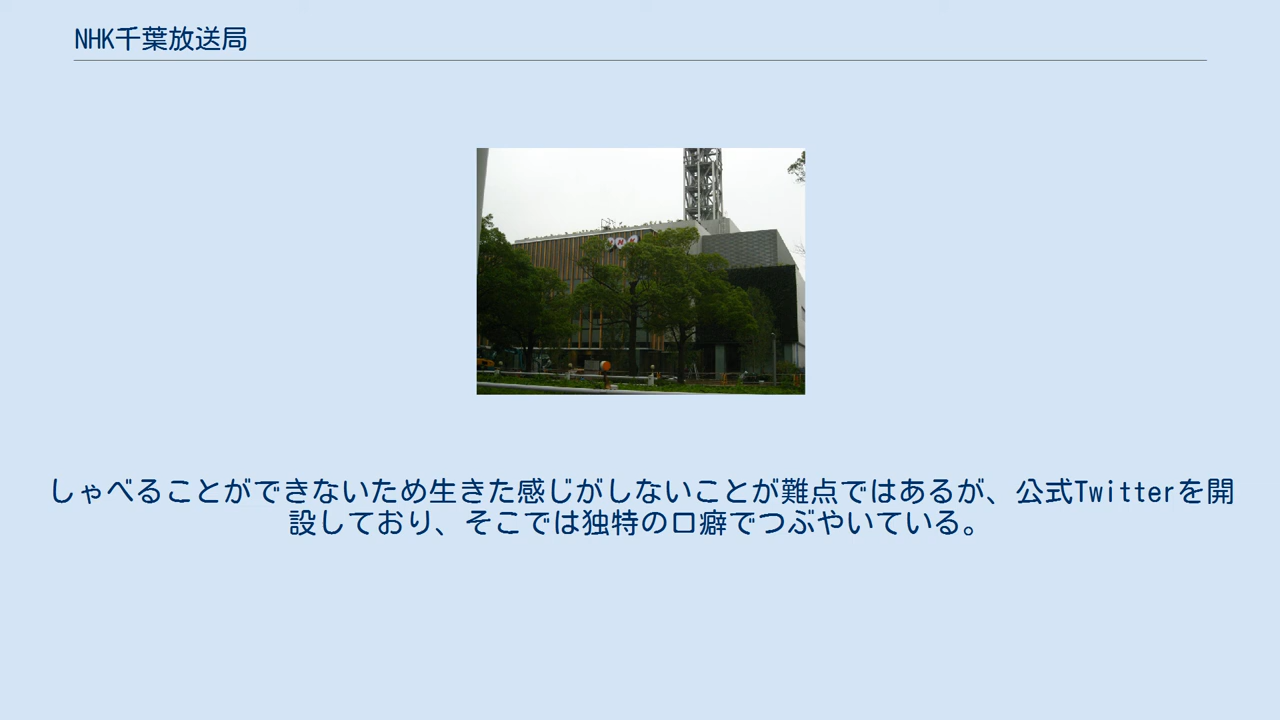 NHK千葉放送局
NHK
しゃべることができないため生きた感じがしないことが難点ではあるが、公式Twitterを開
設しており、そこでは独特の口癖でつぶやいている。